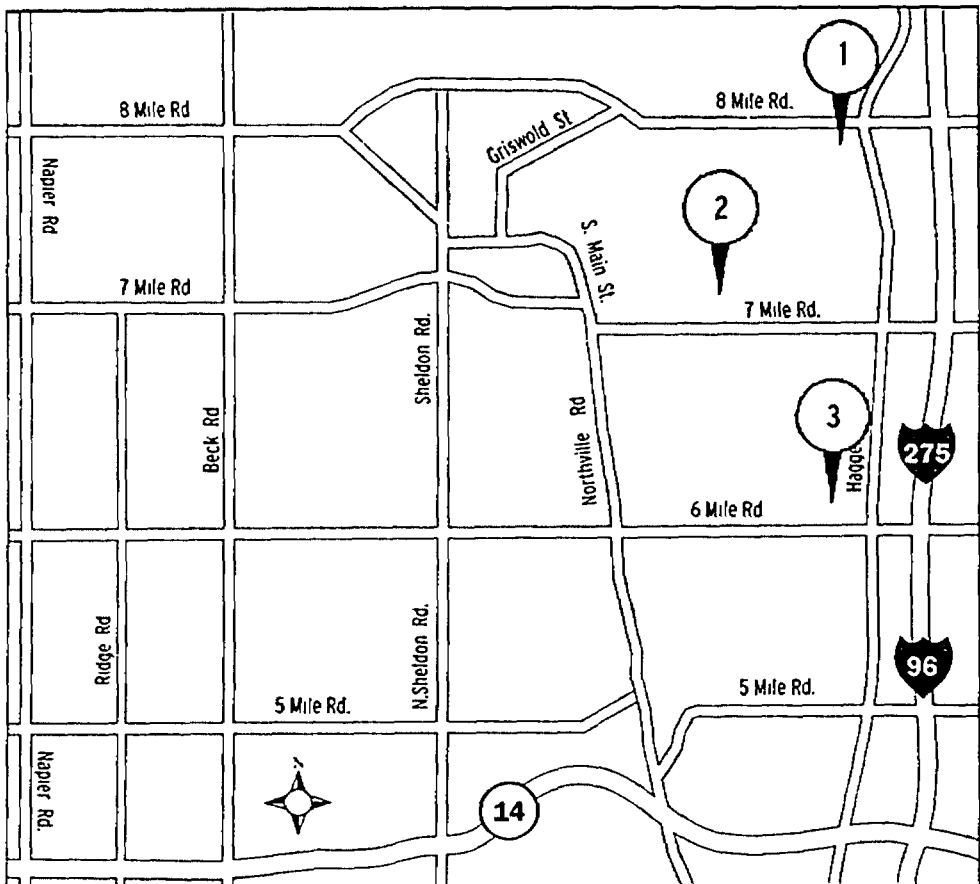 1
8 Mile Rd
8 Mile Rd.
Griswold St
Napier Rd
2
S. Main St.
7 Mile Rd
7 Mile Rd.
Sheldon Rd.
3
Beck Rd
Northville Rd
Hagge
275
6 Mile Rd
Ridge Rd
N.Sheldon Rd.
96
5 Mile Rd.
5 Mile Rd.
Napier Rd.
N
14